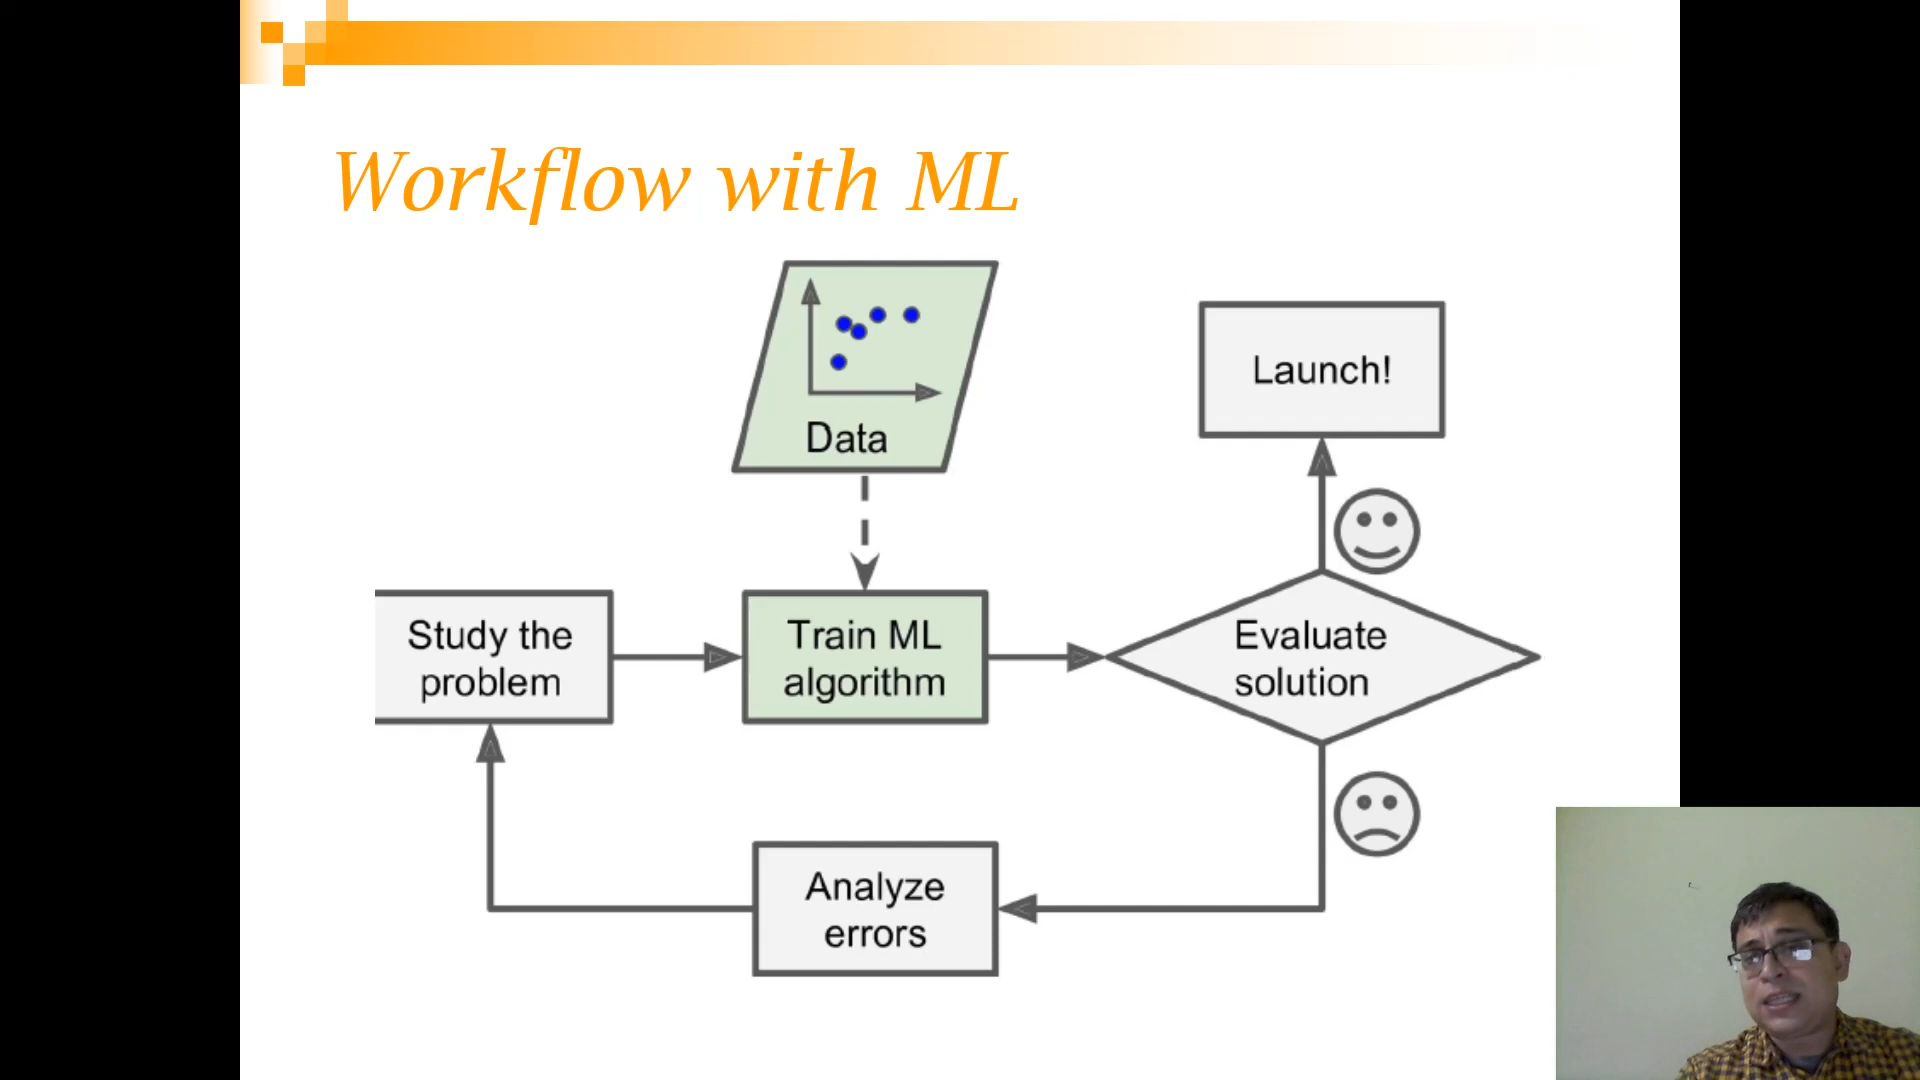 Workflow with ML
Data
Launch!
Study the
problem
Train ML
algorithm
Evaluate
solution
Analyze
errors